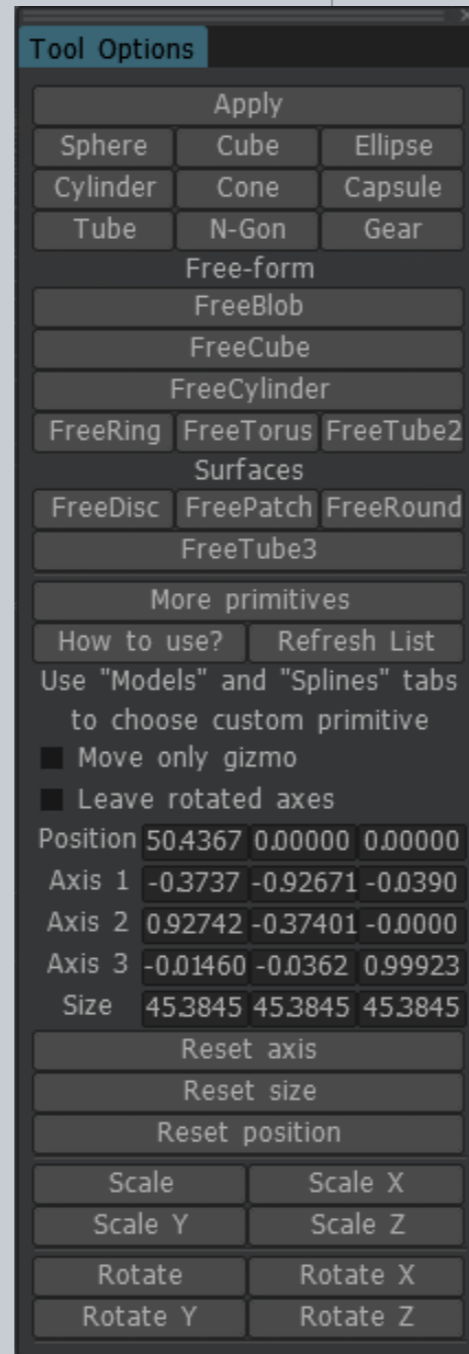 Tool Options
Apply
Sphere Cube Ellipse
Cylinder Cone Capsule
Tube N-Gon Gear
Free-form
FreeBlob
FreeCube
FreeCylinder
FreeRing FreeTorus FreeTube2
Surfaces
FreeDisc FreePatch FreeRound
FreeTube3
More primitives
How to use? Refresh List
Use "Models" and "Splines" tabs
to choose custom primitive
Move only gizmo
Leave rotated axes
Position 50.4367 0.00000 0.00000
Axis 1 -0.3737 -0.92671 -0.0390
Axis 2 0.92742 -0.37401 -0.0000
Axis 3 -0.01460 -0.0362 0.99923
Size 45.3845 45.3845 45.3845
Reset axis
Reset size
Reset position
Scale Scale X
Scale Y Scale Z
Rotate Rotate X
Rotate Y Rotate Z